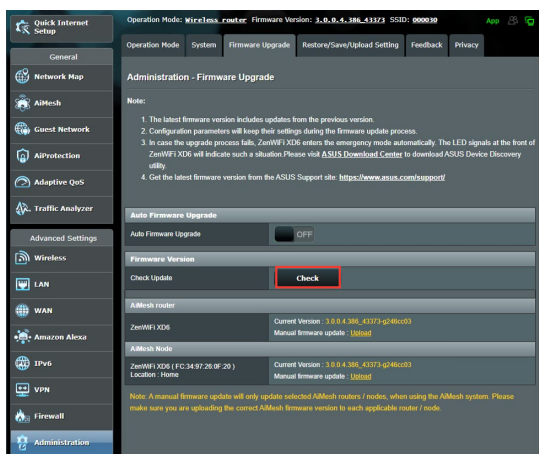 Quick Internet
Setup
Operation Mode: Wireless router Firmware Version: 3.0.0.4.386_43373 SSID: 000030
App
Operation Mode System Firmware Upgrade Restore/Save/Upload Setting Feedback Privacy
General
Network Map
AiMesh
Guest Network
AiProtection
Adaptive QoS
Traffic Analyzer
Advanced Settings
Wireless
LAN
WAN
Amazon Alexa
IPv6
VPN
Firewall
Administration
Administration - Firmware Upgrade
Note:
1. The latest firmware version includes updates from the previous version.
2. Configuration parameters will keep their settings during the firmware update process.
3. In case the upgrade process fails, ZenWiFi XD6 enters the emergency mode automatically. The LED signals at the front of
ZenWiFi XD6 will indicate such a situation.Please visit ASUS Download Center to download ASUS Device Discovery
utility.
4. Get the latest firmware version from the ASUS Support site: https://www.asus.com/support/
Auto Firmware Upgrade
Auto Firmware Upgrade OFF
Firmware Version
Check Update Check
AiMesh router
ZenWiFi XD6
Current Version : 3.0.0.4.386_43373-g246cc03
Manual firmware update : Upload
AiMesh Node
ZenWiFi XD6 ( FC:34:97:26:0F:20 )
Location : Home
Current Version : 3.0.0.4.386_43373-g246cc03
Manual firmware update : Upload
Note: A manual firmware update will only update selected AiMesh routers / nodes, when using the AiMesh system. Please
make sure you are uploading the correct AiMesh firmware version to each applicable router / node.